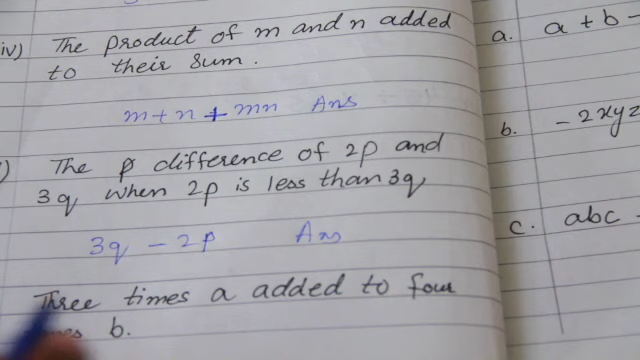 iv) The product of m and n added
to their sum.
m+n+mn Ans
) The difference of 2p and
3q when 2p is less than 3q
3q - 2p Ans
Three times a added to four
b.
a. a + b -
b. - 2xyz
c. abc -